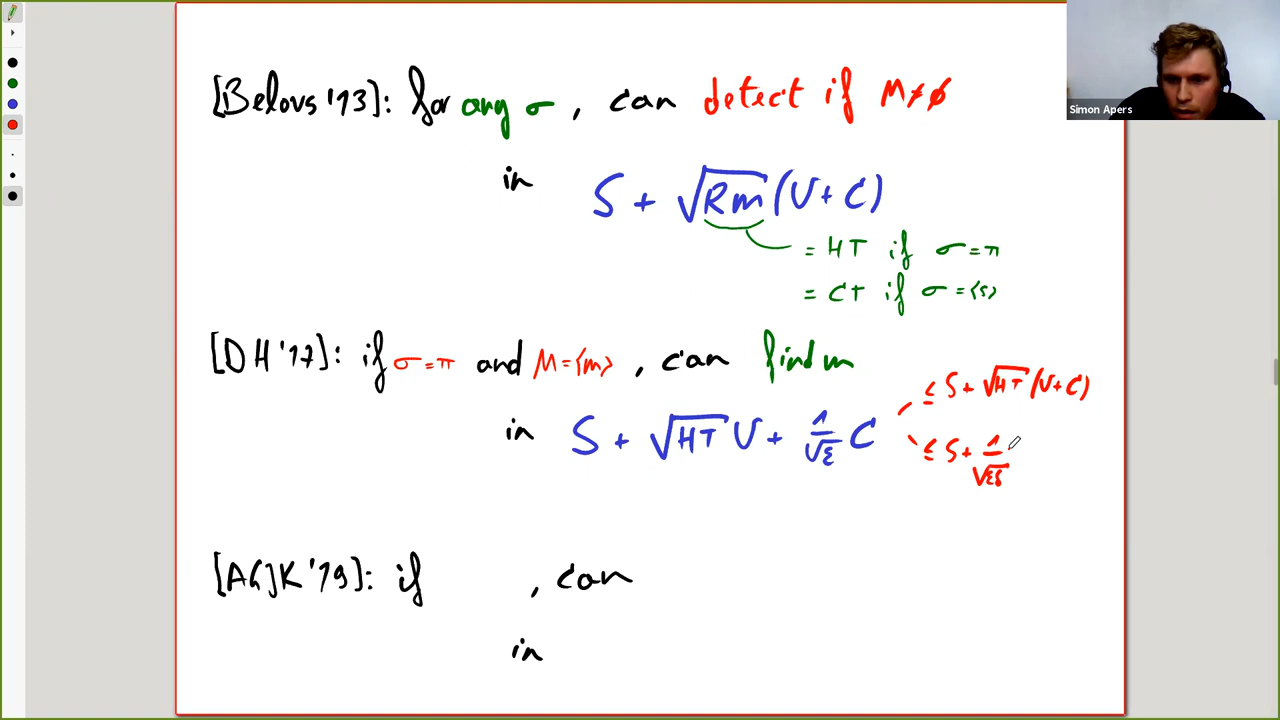 [Belovs '13]: for any σ, can detect if M≠∅
Simon Apers
in S + √Rm (U + C)
= HT if σ=π
= CT if σ={s}
[DH '17]: if σ=π and M={m}, can find m
in S + √HT U + 1/√ε C
≤ S + √HT (U+C)
≤ S + 1/√εδ
[AGJK '19]: if , can
in